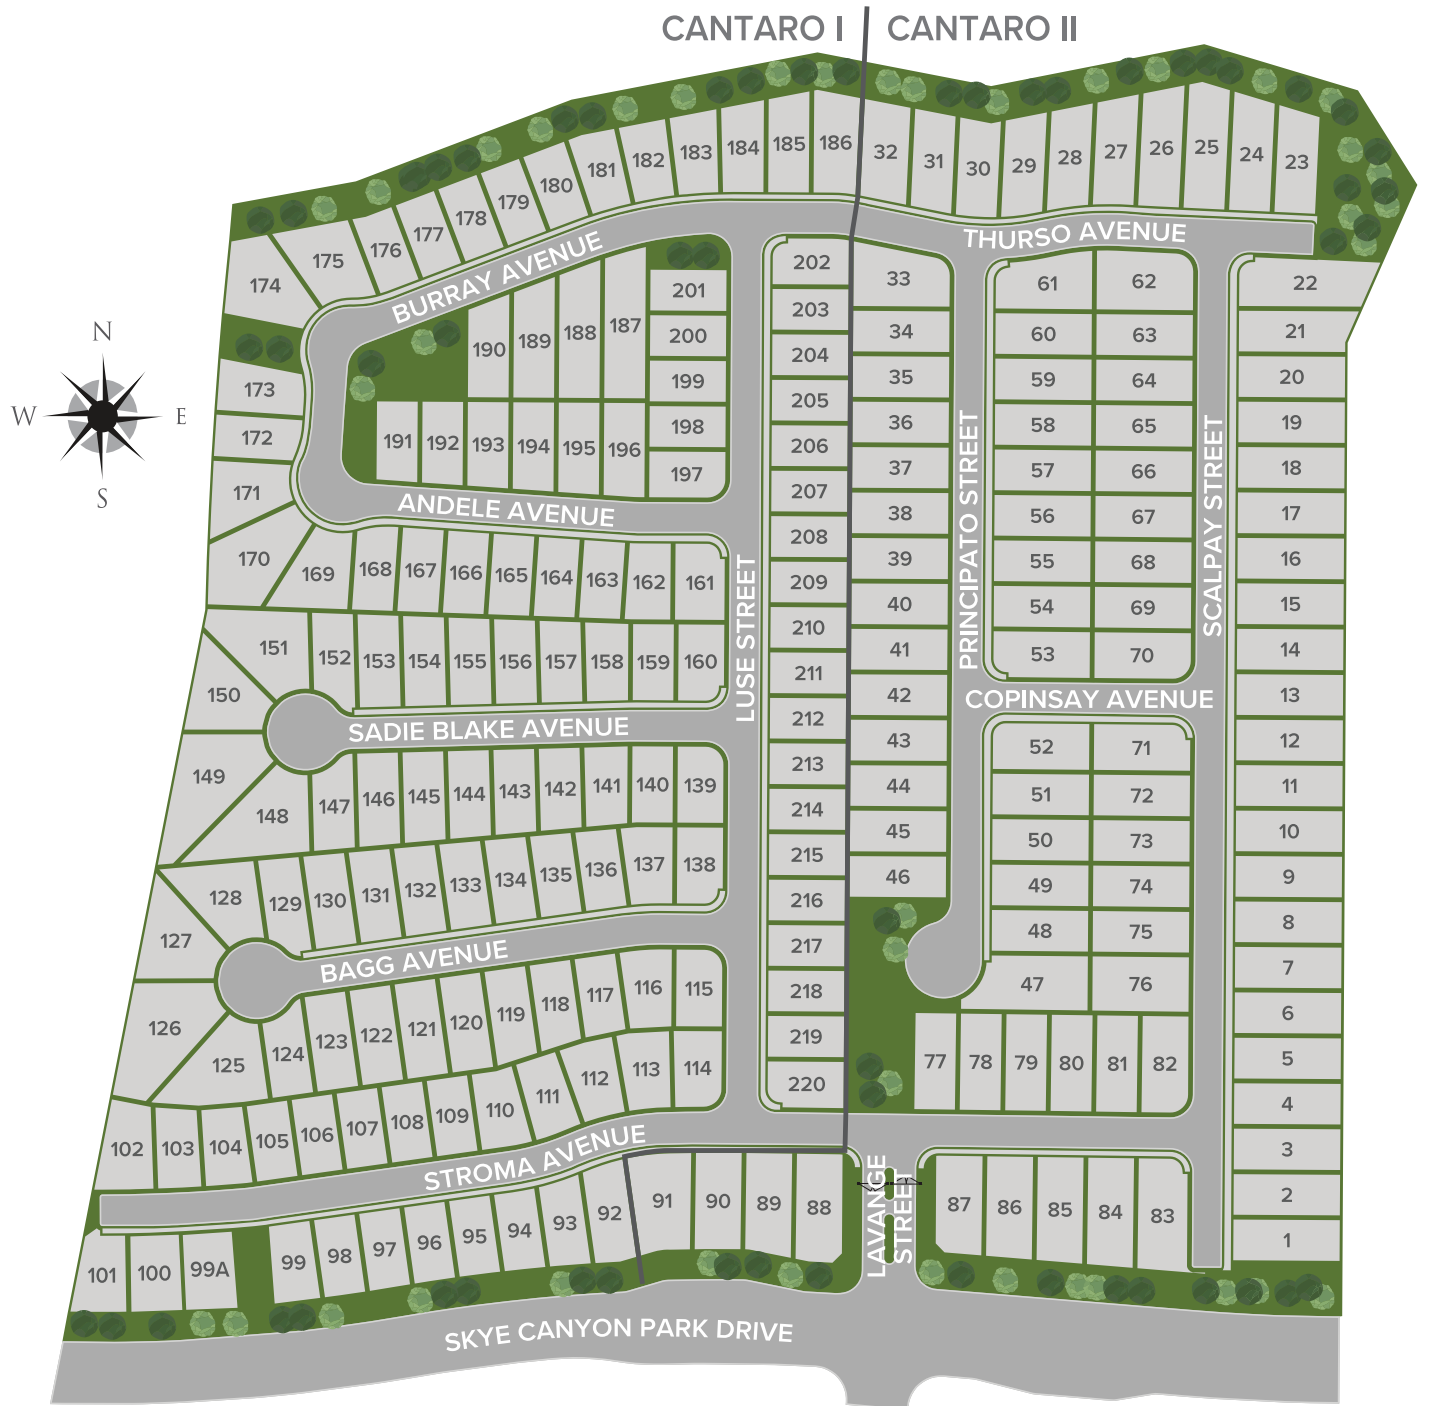 CANTARO I
CANTARO II
186 32 31 30 29 28 27 26 25 24 23
174 175 176 177 178 179 180 181 182 183 184 185
BURRAY AVENUE
THURSO AVENUE
N
W E
S
173
172
171
170
190 189 188 187
201
200
199
198
197
191 192 193 194 195 196
ANDELE AVENUE
169 168 167 166 165 164 163 162 161
151 152 153 154 155 156 157 158 159 160
150
SADIE BLAKE AVENUE
149
148 147 146 145 144 143 142 141 140 139
128 129 130 131 132 133 134 135 136 137 138
127
BAGG AVENUE
126
125 124 123 122 121 120 119 118 117 116 115
102 103 104 105 106 107 108 109 110 111 112 113 114
STROMA AVENUE
101 100 99A 99 98 97 96 95 94 93 92 91 90 89 88
LUSE STREET
202
203
204
205
206
207
208
209
210
211
212
213
214
215
216
217
218
219
220
33
34
35
36
37
38
39
40
41
42
43
44
45
46
PRINCIPATO STREET
61 62
60 63
59 64
58 65
57 66
56 67
55 68
54 69
53 70
COPINSAY AVENUE
52 71
51 72
50 73
49 74
48 75
47 76
77 78 79 80 81 82
SCALPAY STREET
22
21
20
19
18
17
16
15
14
13
12
11
10
9
8
7
6
5
4
3
2
1
LAVANGE
STREET
87 86 85 84 83
SKYE CANYON PARK DRIVE